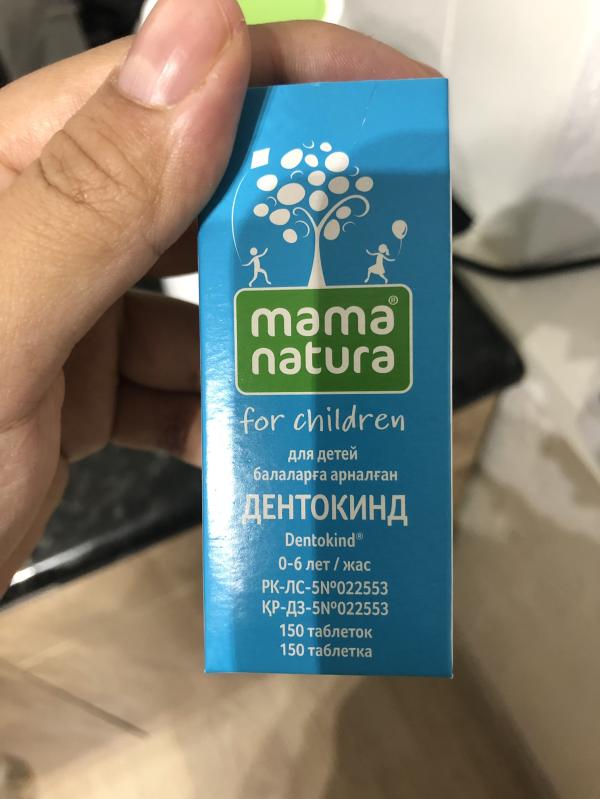 mama®
natura
for children
для детей
балаларға арналған
ДЕНТОКИНД
Dentokind®
0-6 лет / жас
РК-ЛС-5№022553
ҚР-ДЗ-5№022553
150 таблеток
150 таблетка